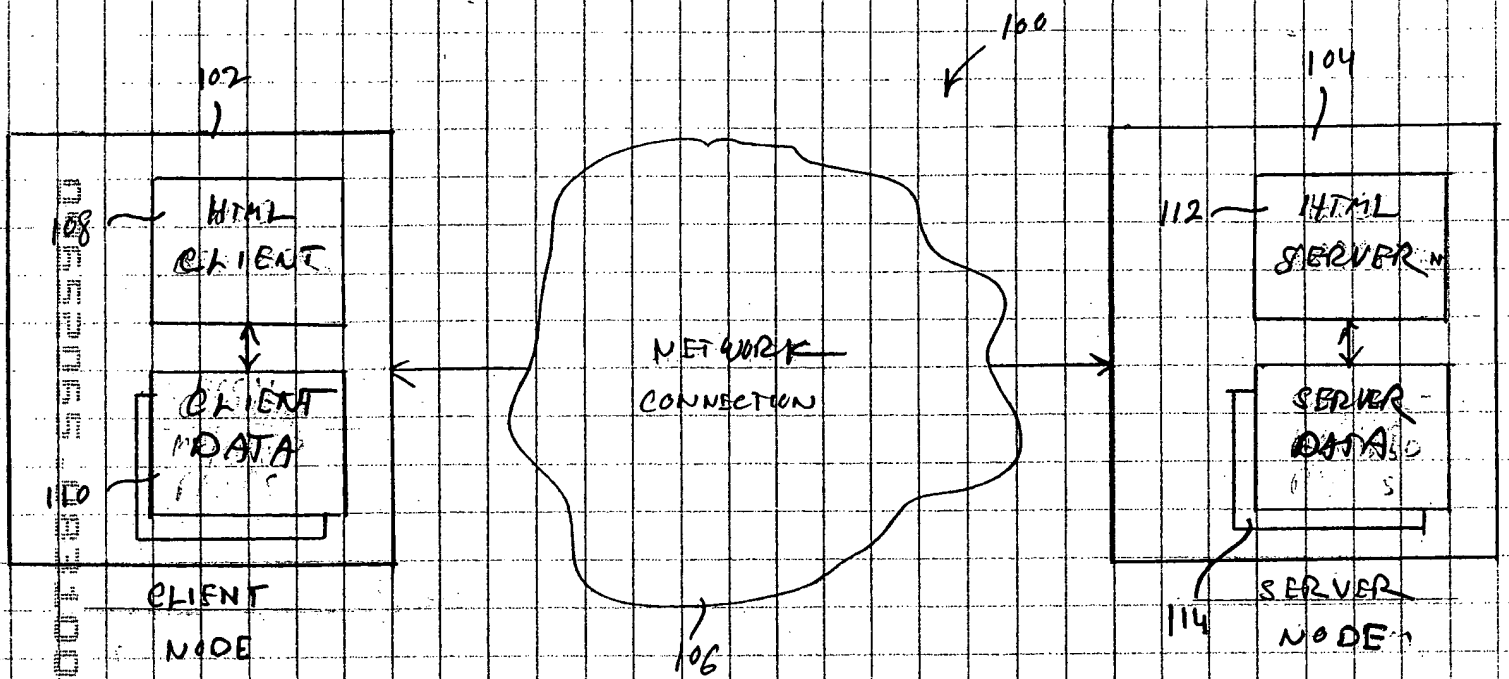 100
102
104
108
HTML
CLIENT
112
HTML
SERVER
NETWORK
CONNECTION
CLIENT
DATA
110
SERVER
DATA
114
CLIENT
NODE
106
SERVER
NODE